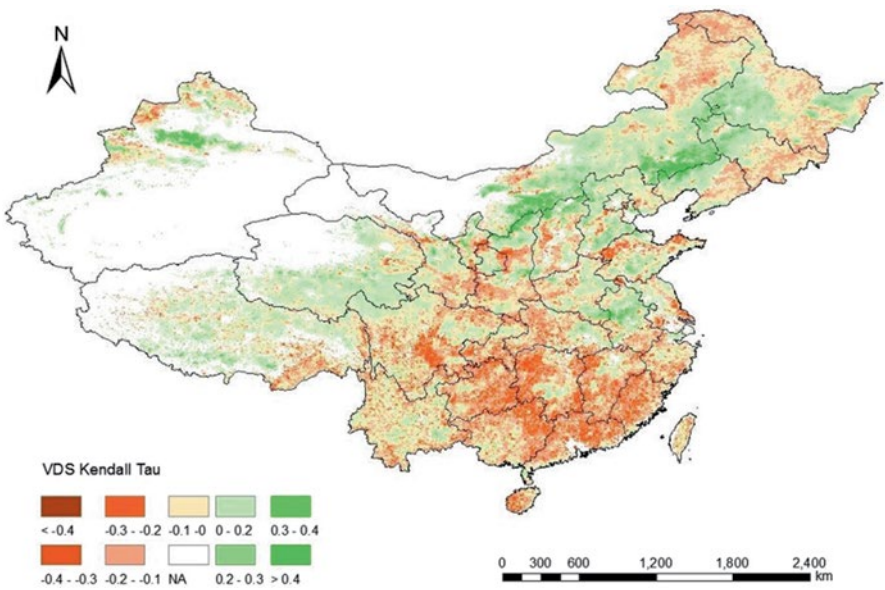 N
VDS Kendall Tau
< -0.4 -0.3 - -0.2 -0.1 -0 0 - 0.2 0.3 - 0.4
-0.4 - -0.3 -0.2 - -0.1 NA 0.2 - 0.3 > 0.4
0 300 600 1,200 1,800 2,400
km